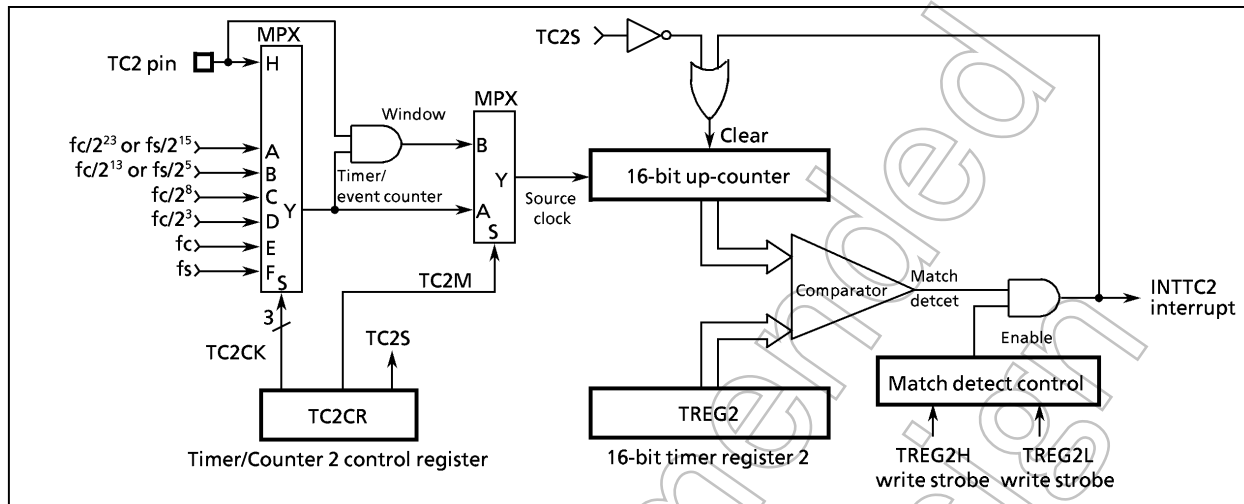 MPX
TC2 pin
H
fc/2²³ or fs/2¹⁵
A
fc/2¹³ or fs/2⁵
B
fc/2⁸
C
fc/2³
D
fc
E
fs
F
Y
S
3
TC2CK
Window
Timer/
event counter
MPX
B
Y
A
S
TC2M
TC2S
TC2CR
Timer/Counter 2 control register
Source
clock
TC2S
Clear
16-bit up-counter
Comparator
Match
detcet
Enable
INTTC2
interrupt
TREG2
16-bit timer register 2
Match detect control
TREG2H
write strobe
TREG2L
write strobe